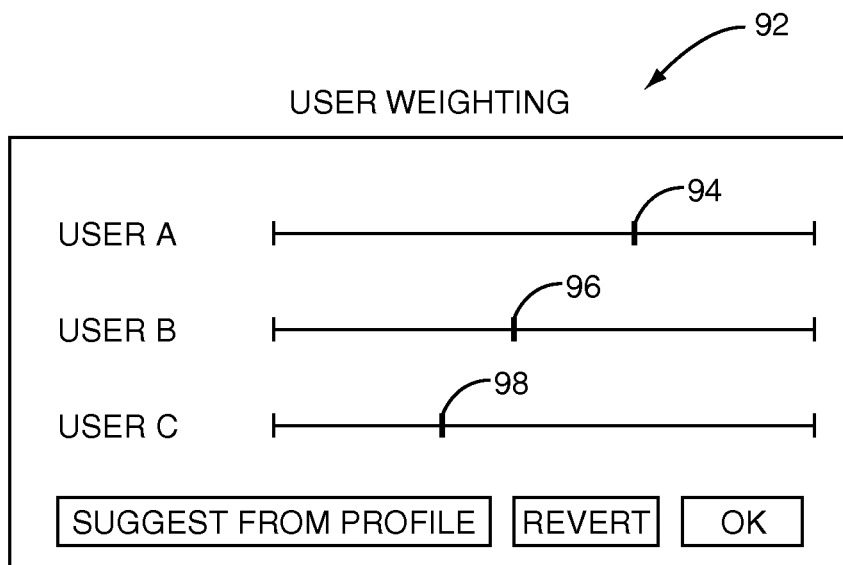 92
USER WEIGHTING
94
USER A
96
USER B
98
USER C
SUGGEST FROM PROFILE REVERT OK